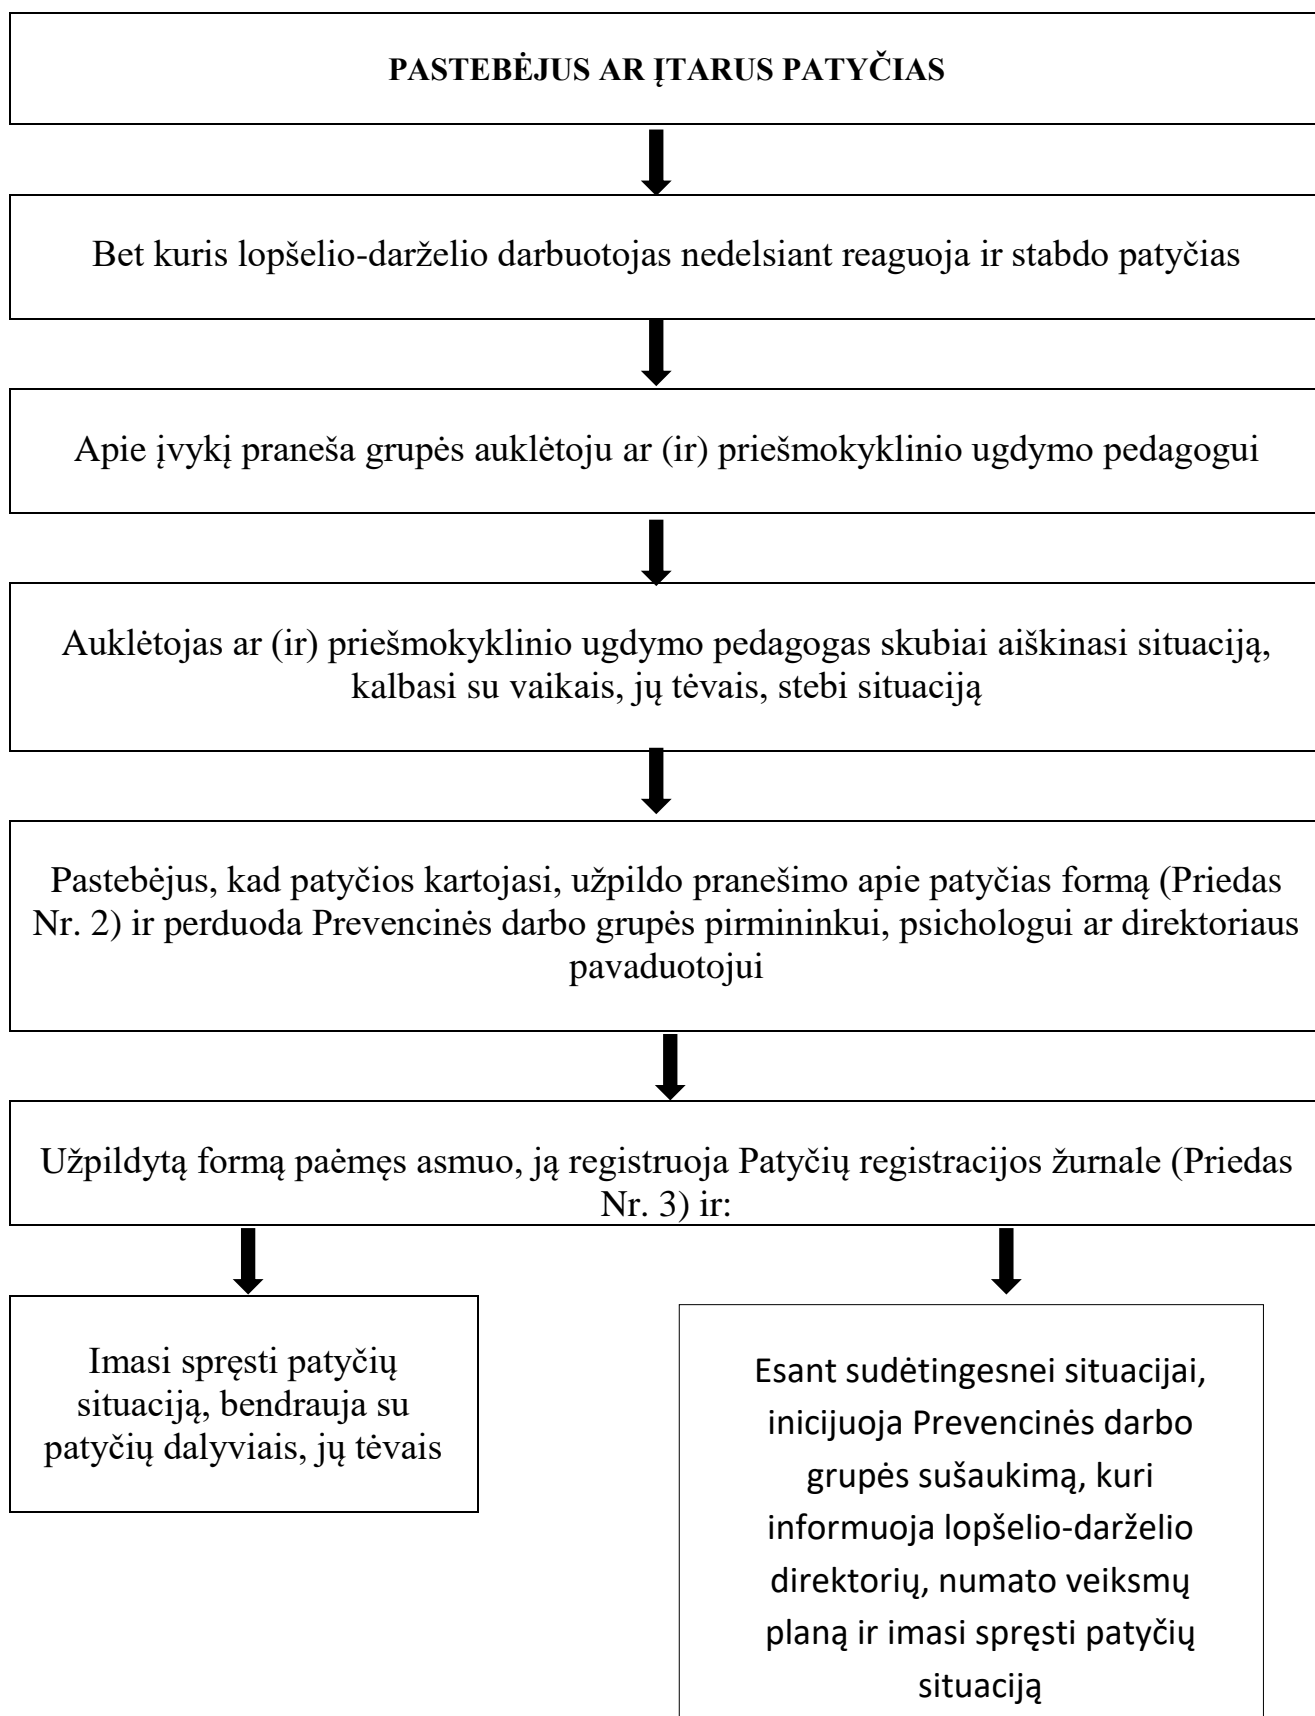 PASTEBĖJUS AR ĮTARUS PATYČIAS
Bet kuris lopšelio-darželio darbuotojas nedelsiant reaguoja ir stabdo patyčias
Apie įvykį praneša grupės auklėtoju ar (ir) priešmokyklinio ugdymo pedagogui
Auklėtojas ar (ir) priešmokyklinio ugdymo pedagogas skubiai aiškinasi situaciją,
kalbasi su vaikais, jų tėvais, stebi situaciją
Pastebėjus, kad patyčios kartojasi, užpildo pranešimo apie patyčias formą (Priedas
Nr. 2) ir perduoda Prevencinės darbo grupės pirmininkui, psichologui ar direktoriaus
pavaduotojui
Užpildytą formą paėmęs asmuo, ją registruoja Patyčių registracijos žurnale (Priedas
Nr. 3) ir:
Imasi spręsti patyčių
situaciją, bendrauja su
patyčių dalyviais, jų tėvais
Esant sudėtingesnei situacijai,
inicijuoja Prevencinės darbo
grupės sušaukimą, kuri
informuoja lopšelio-darželio
direktorių, numato veiksmų
planą ir imasi spręsti patyčių
situaciją